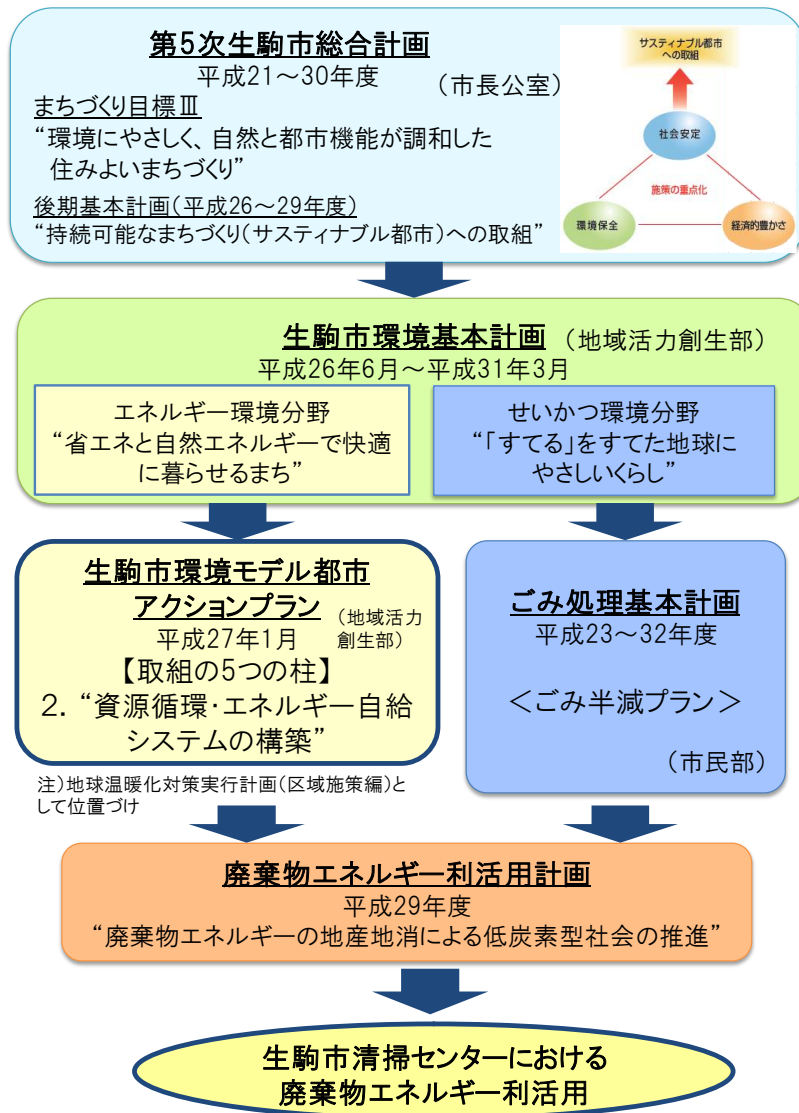 第5次生駒市総合計画
平成21～30年度
（市長公室）
まちづくり目標Ⅲ
“環境にやさしく、自然と都市機能が調和した
住みよいまちづくり”
後期基本計画（平成26～29年度）
“持続可能なまちづくり（サスティナブル都市）への取組”
サスティナブル都市
への取組
社会安定
施策の重点化
環境保全
経済的豊かさ
生駒市環境基本計画（地域活力創生部）
平成26年6月～平成31年3月
エネルギー環境分野
“省エネと自然エネルギーで快適
に暮らせるまち”
せいかつ環境分野
“「すてる」をすてた地球に
やさしいくらし”
生駒市環境モデル都市
アクションプラン
（地域活力
創生部）
平成27年1月
【取組の5つの柱】
2．“資源循環・エネルギー自給
システムの構築”
注）地球温暖化対策実行計画（区域施策編）と
して位置づけ
ごみ処理基本計画
平成23～32年度
＜ごみ半減プラン＞
（市民部）
廃棄物エネルギー利活用計画
平成29年度
“廃棄物エネルギーの地産地消による低炭素型社会の推進”
生駒市清掃センターにおける
廃棄物エネルギー利活用